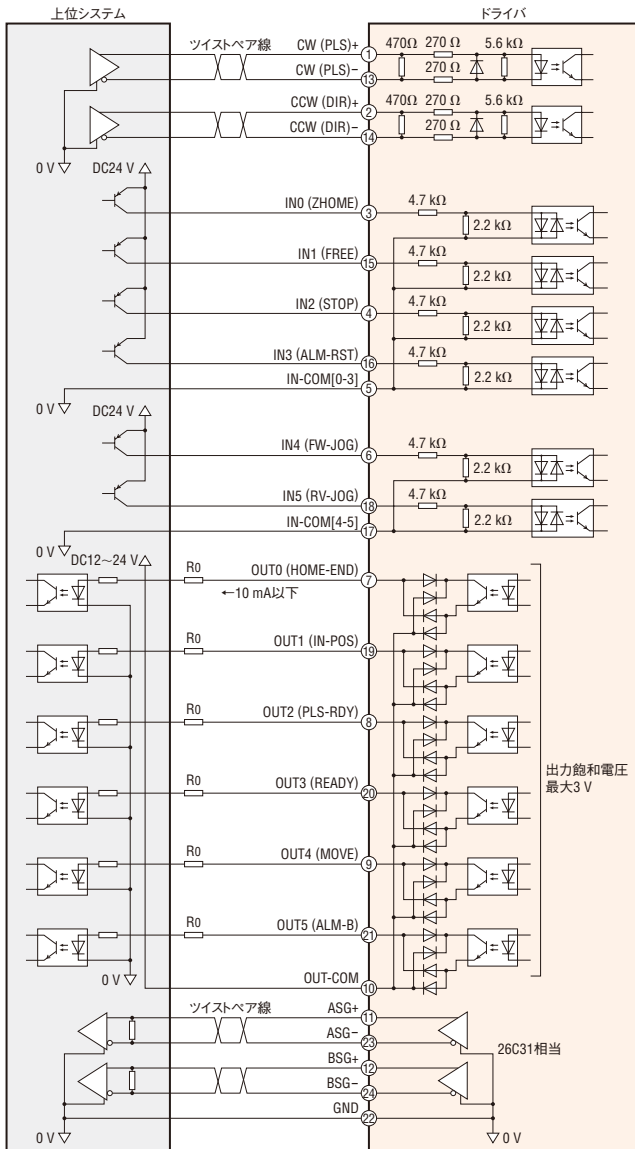 上位システム
ドライバ
ツイストペア線
CW (PLS)+
1
470Ω
270 Ω
5.6 kΩ
CW (PLS)−
13
270 Ω
CCW (DIR)+
2
470Ω
270 Ω
5.6 kΩ
CCW (DIR)−
14
270 Ω
0 V
DC24 V
IN0 (ZHOME)
3
4.7 kΩ
2.2 kΩ
IN1 (FREE)
15
4.7 kΩ
2.2 kΩ
IN2 (STOP)
4
4.7 kΩ
2.2 kΩ
IN3 (ALM-RST)
16
4.7 kΩ
2.2 kΩ
IN-COM[0-3]
5
0 V
DC24 V
IN4 (FW-JOG)
6
4.7 kΩ
2.2 kΩ
IN5 (RV-JOG)
18
4.7 kΩ
2.2 kΩ
IN-COM[4-5]
17
0 V
DC12～24 V
R0
OUT0 (HOME-END)
7
←10 mA以下
R0
OUT1 (IN-POS)
19
R0
OUT2 (PLS-RDY)
8
出力飽和電圧
最大3 V
R0
OUT3 (READY)
20
R0
OUT4 (MOVE)
9
R0
OUT5 (ALM-B)
21
0 V
OUT-COM
10
ツイストペア線
ASG+
11
ASG−
23
26C31相当
BSG+
12
BSG−
24
GND
22
0 V
0 V